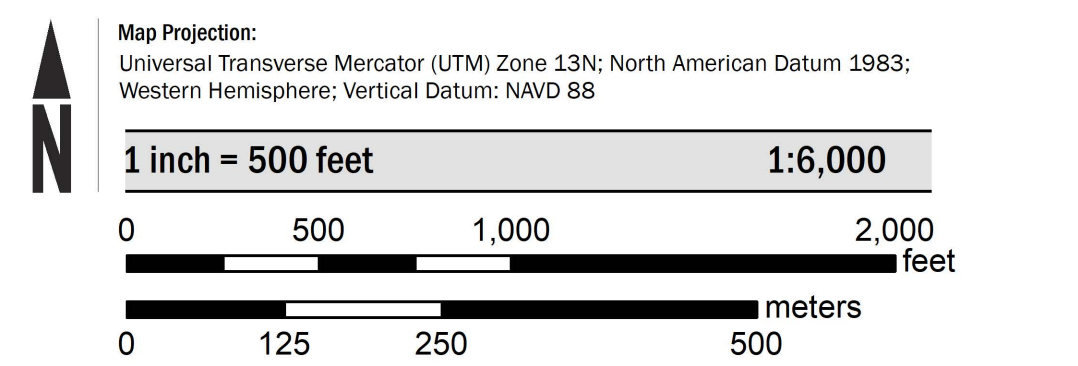 N
Map Projection:
Universal Transverse Mercator (UTM) Zone 13N; North American Datum 1983;
Western Hemisphere; Vertical Datum: NAVD 88
1 inch = 500 feet 1:6,000
0 500 1,000 2,000
feet
meters
0 125 250 500